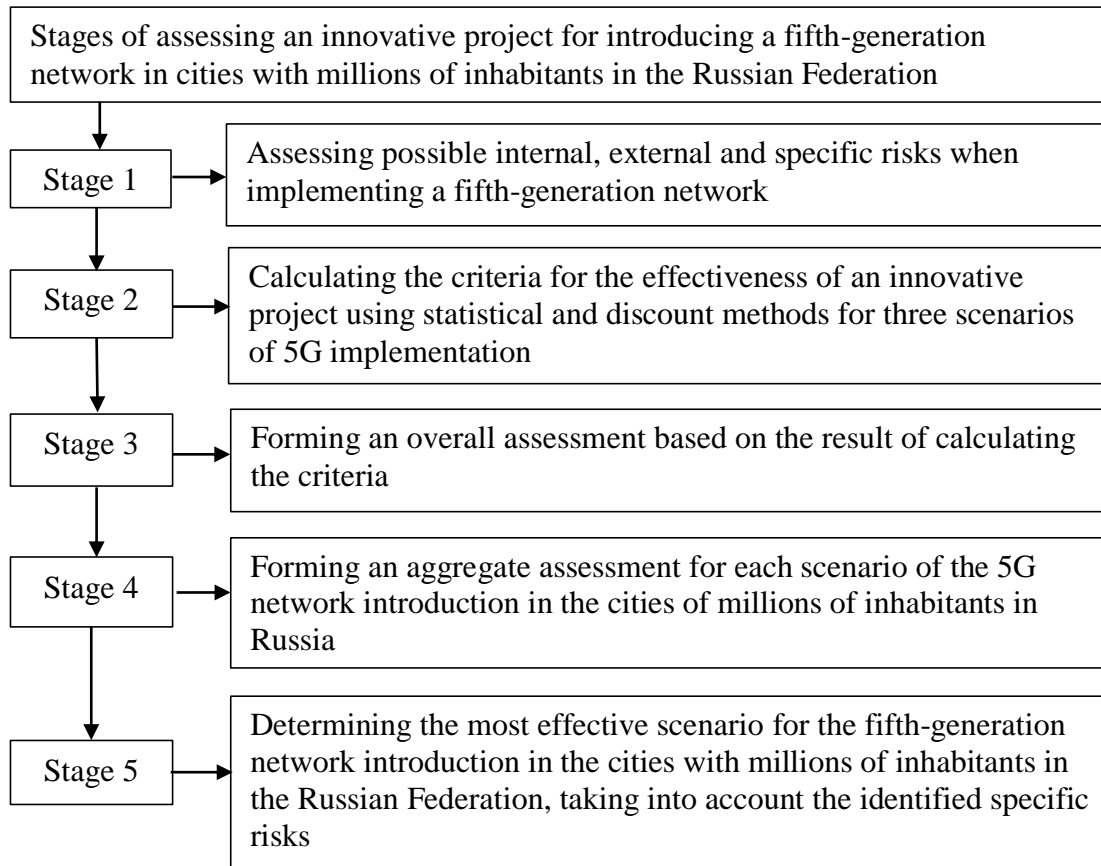 Stages of assessing an innovative project for introducing a fifth-generation
network in cities with millions of inhabitants in the Russian Federation
Stage 1
Assessing possible internal, external and specific risks when
implementing a fifth-generation network
Stage 2
Calculating the criteria for the effectiveness of an innovative
project using statistical and discount methods for three scenarios
of 5G implementation
Stage 3
Forming an overall assessment based on the result of calculating
the criteria
Stage 4
Forming an aggregate assessment for each scenario of the 5G
network introduction in the cities of millions of inhabitants in
Russia
Stage 5
Determining the most effective scenario for the fifth-generation
network introduction in the cities with millions of inhabitants in
the Russian Federation, taking into account the identified specific
risks